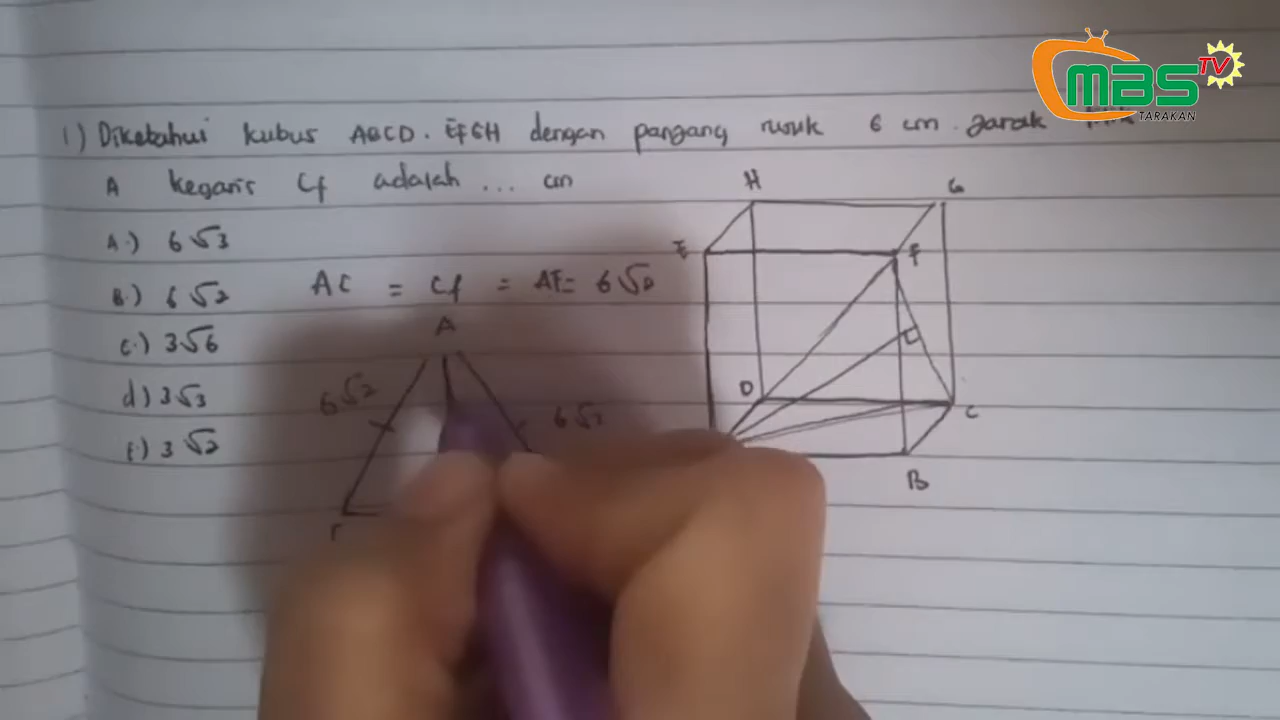 MBS TV
TARAKAN
1.) Diketahui kubus ABCD.EFGH dengan panjang rusuk 6 cm. Jarak
A kegaris Cf adalah ... cm
A.) 6√3
B.) 6√2
C.) 3√6
d) 3√3
E.) 3√2
AC = Cf = AF = 6√2
A
6√2
6√2
H
G
E
F
D
C
B